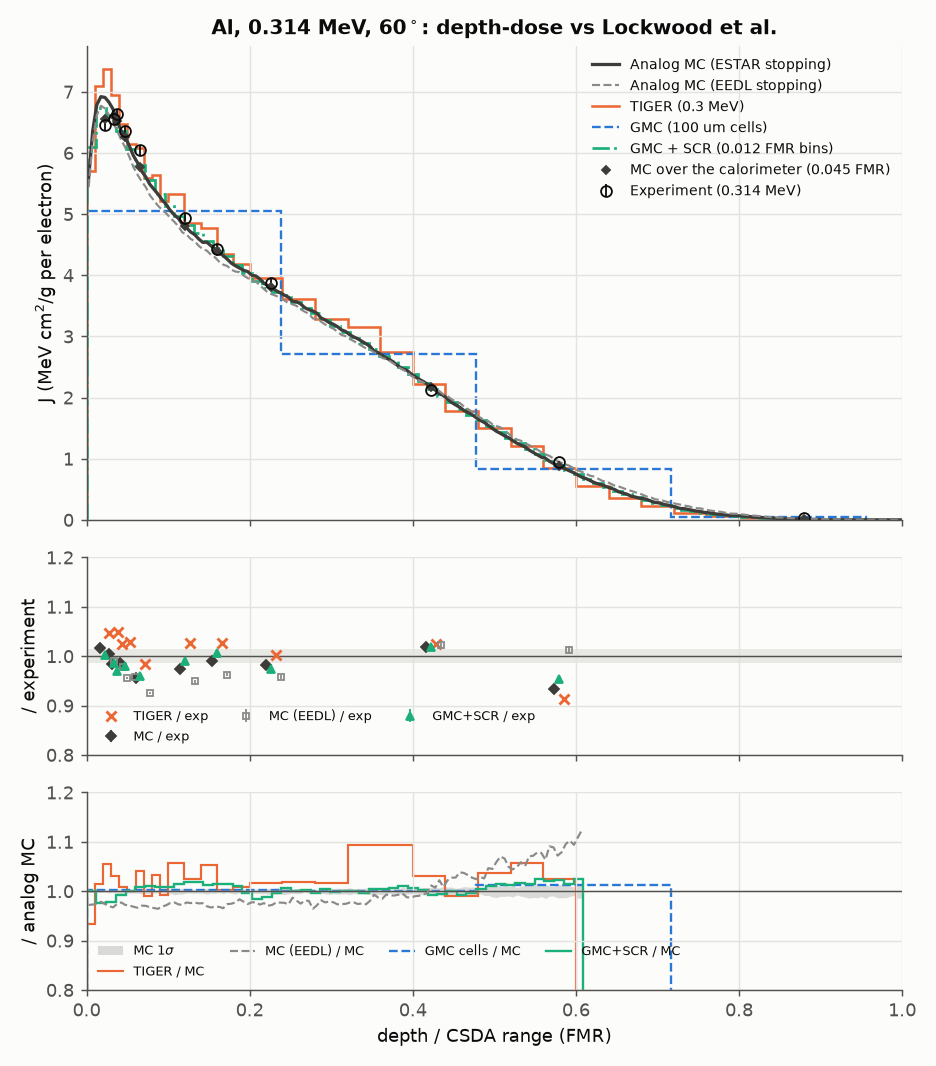 Al, 0.314 MeV, 60°: depth-dose vs Lockwood et al.
J (MeV cm²/g per electron)
7
6
5
4
3
2
1
0
Analog MC (ESTAR stopping)
Analog MC (EEDL stopping)
TIGER (0.3 MeV)
GMC (100 um cells)
GMC + SCR (0.012 FMR bins)
MC over the calorimeter (0.045 FMR)
Experiment (0.314 MeV)
/ experiment
1.2
1.1
1.0
0.9
0.8
TIGER / exp
MC (EEDL) / exp
GMC+SCR / exp
MC / exp
/ analog MC
1.2
1.1
1.0
0.9
0.8
MC 1σ
MC (EEDL) / MC
GMC cells / MC
GMC+SCR / MC
TIGER / MC
0.0 0.2 0.4 0.6 0.8 1.0
depth / CSDA range (FMR)